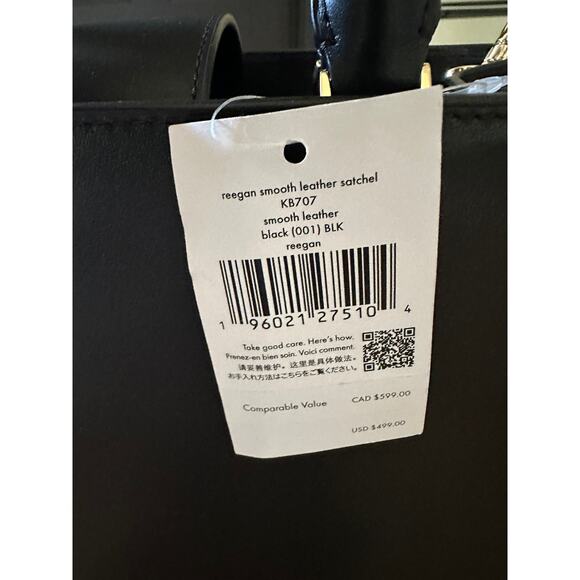 reegan smooth leather satchel
KB707
smooth leather
black (001) BLK
reegan
1 96021 27510 4
Take good care. Here's how.
Prenez-en bien soin. Voici comment.
请妥善维护。这里是具体做法。
お手入れ方法はこちらをご覧ください。
Comparable Value CAD $599.00
USD $499.00